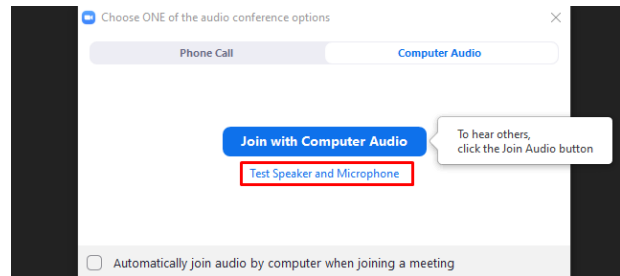 Choose ONE of the audio conference options
Phone Call
Computer Audio
Join with Computer Audio
To hear others,
click the Join Audio button
Test Speaker and Microphone
Automatically join audio by computer when joining a meeting